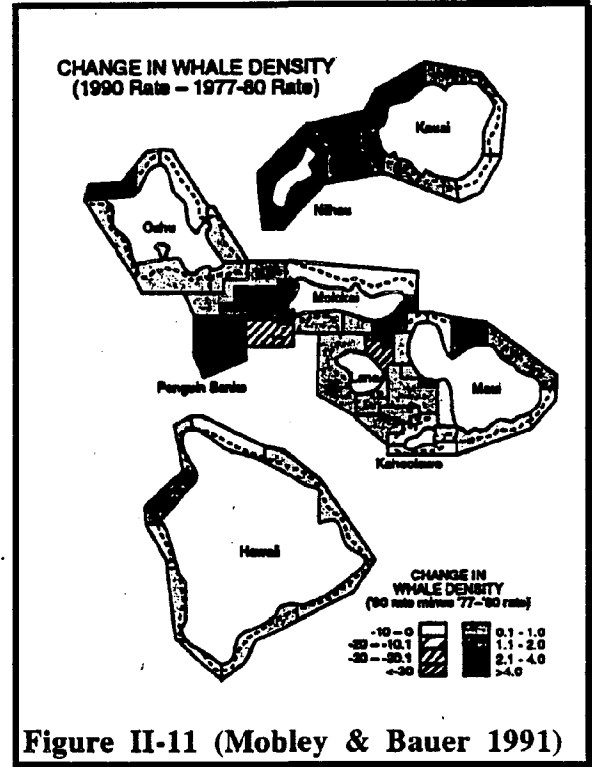 CHANGE IN WHALE DENSITY
(1990 Rate – 1977-80 Rate)
Kauai
Niihau
Oahu
Molokai
Lanai
Maui
Penguin Banks
Kahoolawe
Hawaii
CHANGE IN
WHALE DENSITY
('90 rate minus '77-'80 rate)
-10 – 0
0.1 - 1.0
1.1 - 2.0
2.1 - 4.0
<-30
>4.0
Figure II-11 (Mobley & Bauer 1991)